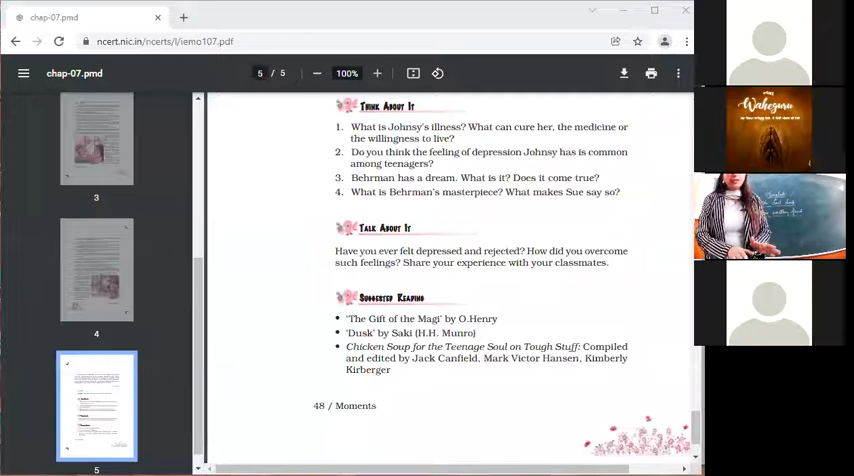 chap-07.pmd
ncert.nic.in/ncerts/l/iemo107.pdf
chap-07.pmd
5 / 5
100%
3
4
5
THINK ABOUT IT
1. What is Johnsy's illness? What can cure her, the medicine or
the willingness to live?
2. Do you think the feeling of depression Johnsy has is common
among teenagers?
3. Behrman has a dream. What is it? Does it come true?
4. What is Behrman's masterpiece? What makes Sue say so?
TALK ABOUT IT
Have you ever felt depressed and rejected? How did you overcome
such feelings? Share your experience with your classmates.
SUGGESTED READING
• 'The Gift of the Magi' by O.Henry
• 'Dusk' by Saki (H.H. Munro)
• Chicken Soup for the Teenage Soul on Tough Stuff: Compiled
and edited by Jack Canfield, Mark Victor Hansen, Kimberly
Kirberger
48 / Moments
Waheguru